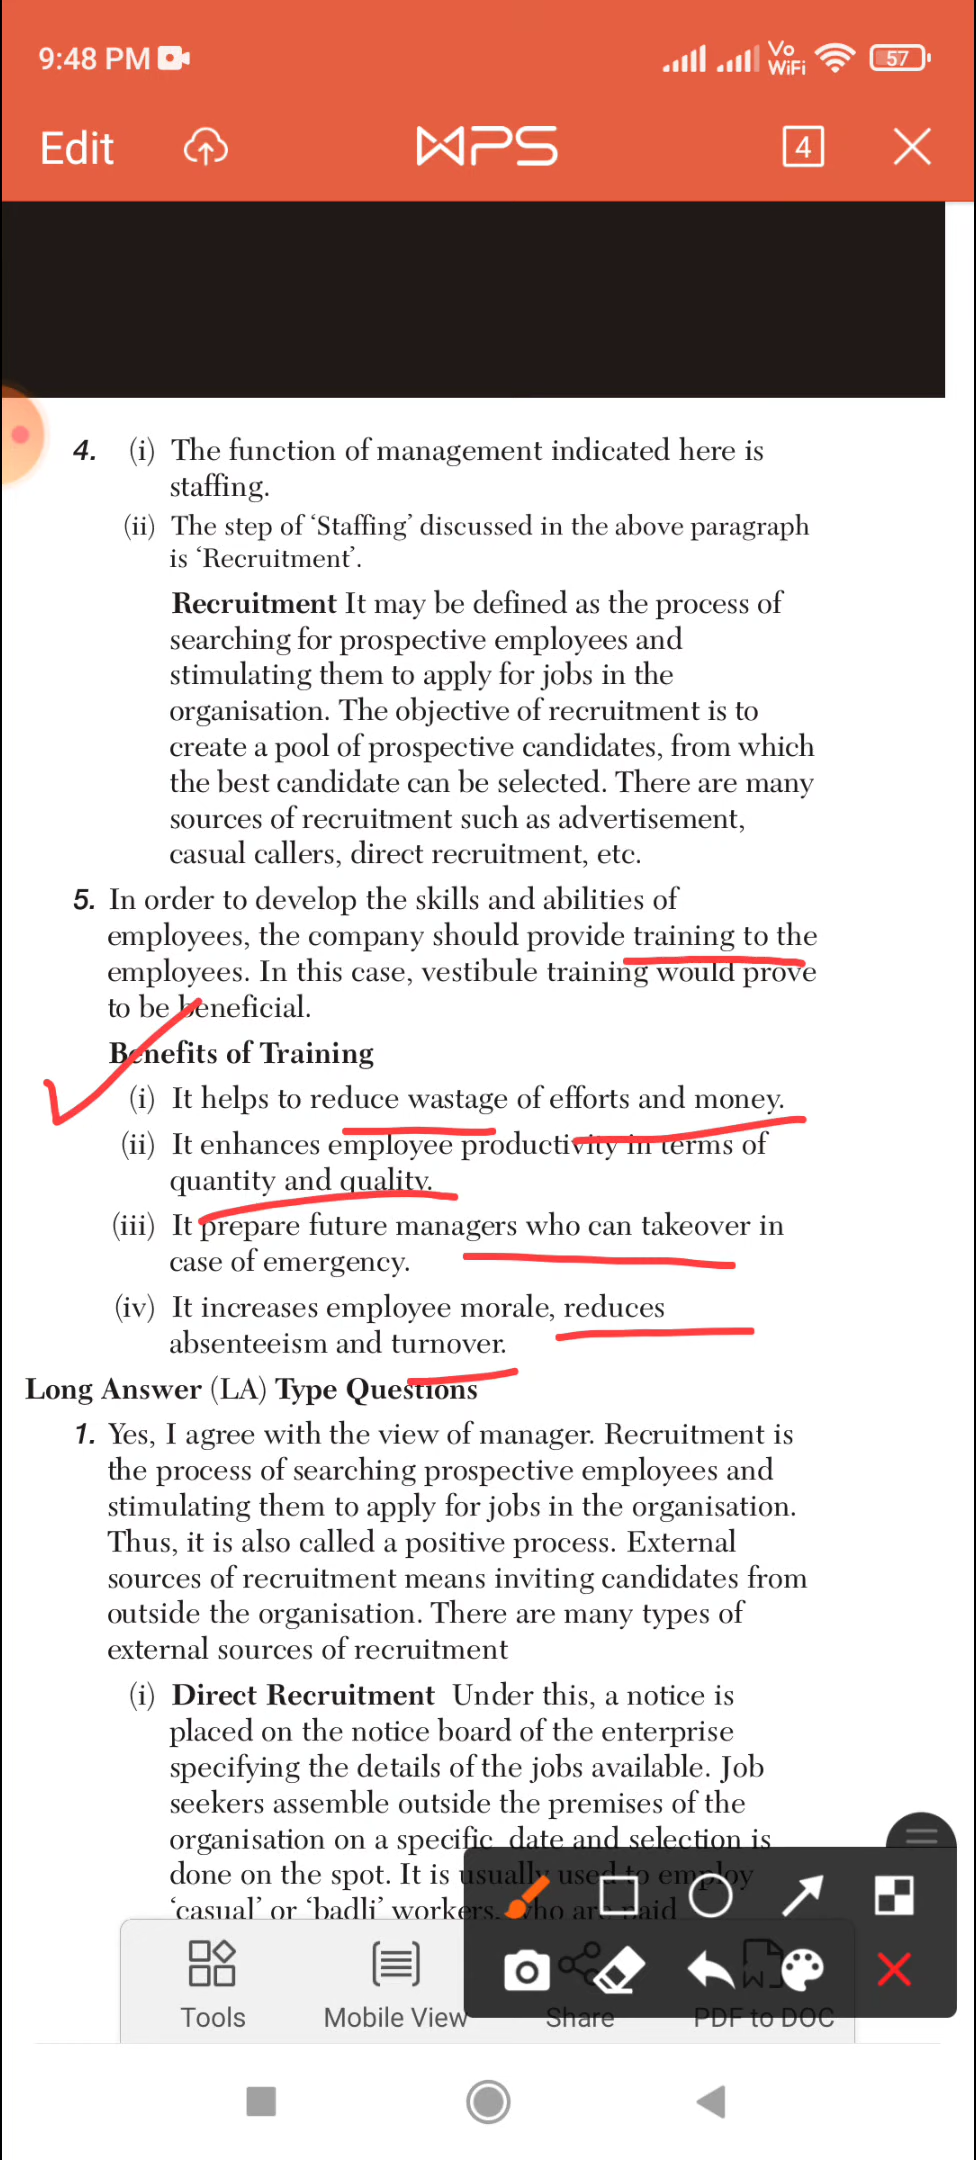 9:48 PM
Vo
WiFi
57
Edit
WPS
4
4. (i) The function of management indicated here is
staffing.
(ii) The step of ‘Staffing’ discussed in the above paragraph
is ‘Recruitment’.
Recruitment It may be defined as the process of
searching for prospective employees and
stimulating them to apply for jobs in the
organisation. The objective of recruitment is to
create a pool of prospective candidates, from which
the best candidate can be selected. There are many
sources of recruitment such as advertisement,
casual callers, direct recruitment, etc.
5. In order to develop the skills and abilities of
employees, the company should provide training to the
employees. In this case, vestibule training would prove
to be beneficial.
Benefits of Training
(i) It helps to reduce wastage of efforts and money.
(ii) It enhances employee productivity in terms of
quantity and quality.
(iii) It prepare future managers who can takeover in
case of emergency.
(iv) It increases employee morale, reduces
absenteeism and turnover.
Long Answer (LA) Type Questions
1. Yes, I agree with the view of manager. Recruitment is
the process of searching prospective employees and
stimulating them to apply for jobs in the organisation.
Thus, it is also called a positive process. External
sources of recruitment means inviting candidates from
outside the organisation. There are many types of
external sources of recruitment
(i) Direct Recruitment Under this, a notice is
placed on the notice board of the enterprise
specifying the details of the jobs available. Job
seekers assemble outside the premises of the
organisation on a specific date and selection is
done on the spot. It is usually used to employ
‘casual’ or ‘badli’ workers, who are paid
Tools
Mobile View
Share
PDF to DOC